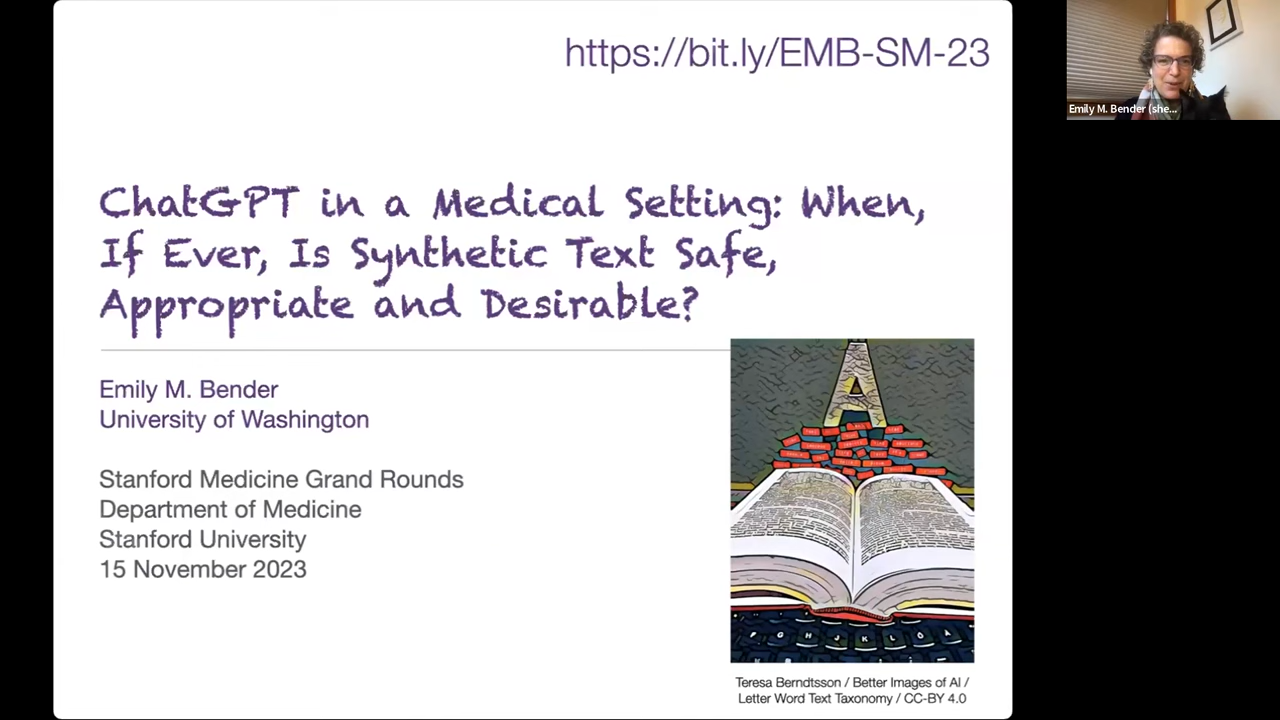 https://bit.ly/EMB-SM-23
Emily M. Bender (she...
ChatGPT in a Medical Setting: When,
If Ever, Is Synthetic Text Safe,
Appropriate and Desirable?
Emily M. Bender
University of Washington
Stanford Medicine Grand Rounds
Department of Medicine
Stanford University
15 November 2023
A
F G H J K L Ö Ä
Teresa Berndtsson / Better Images of AI /
Letter Word Text Taxonomy / CC-BY 4.0